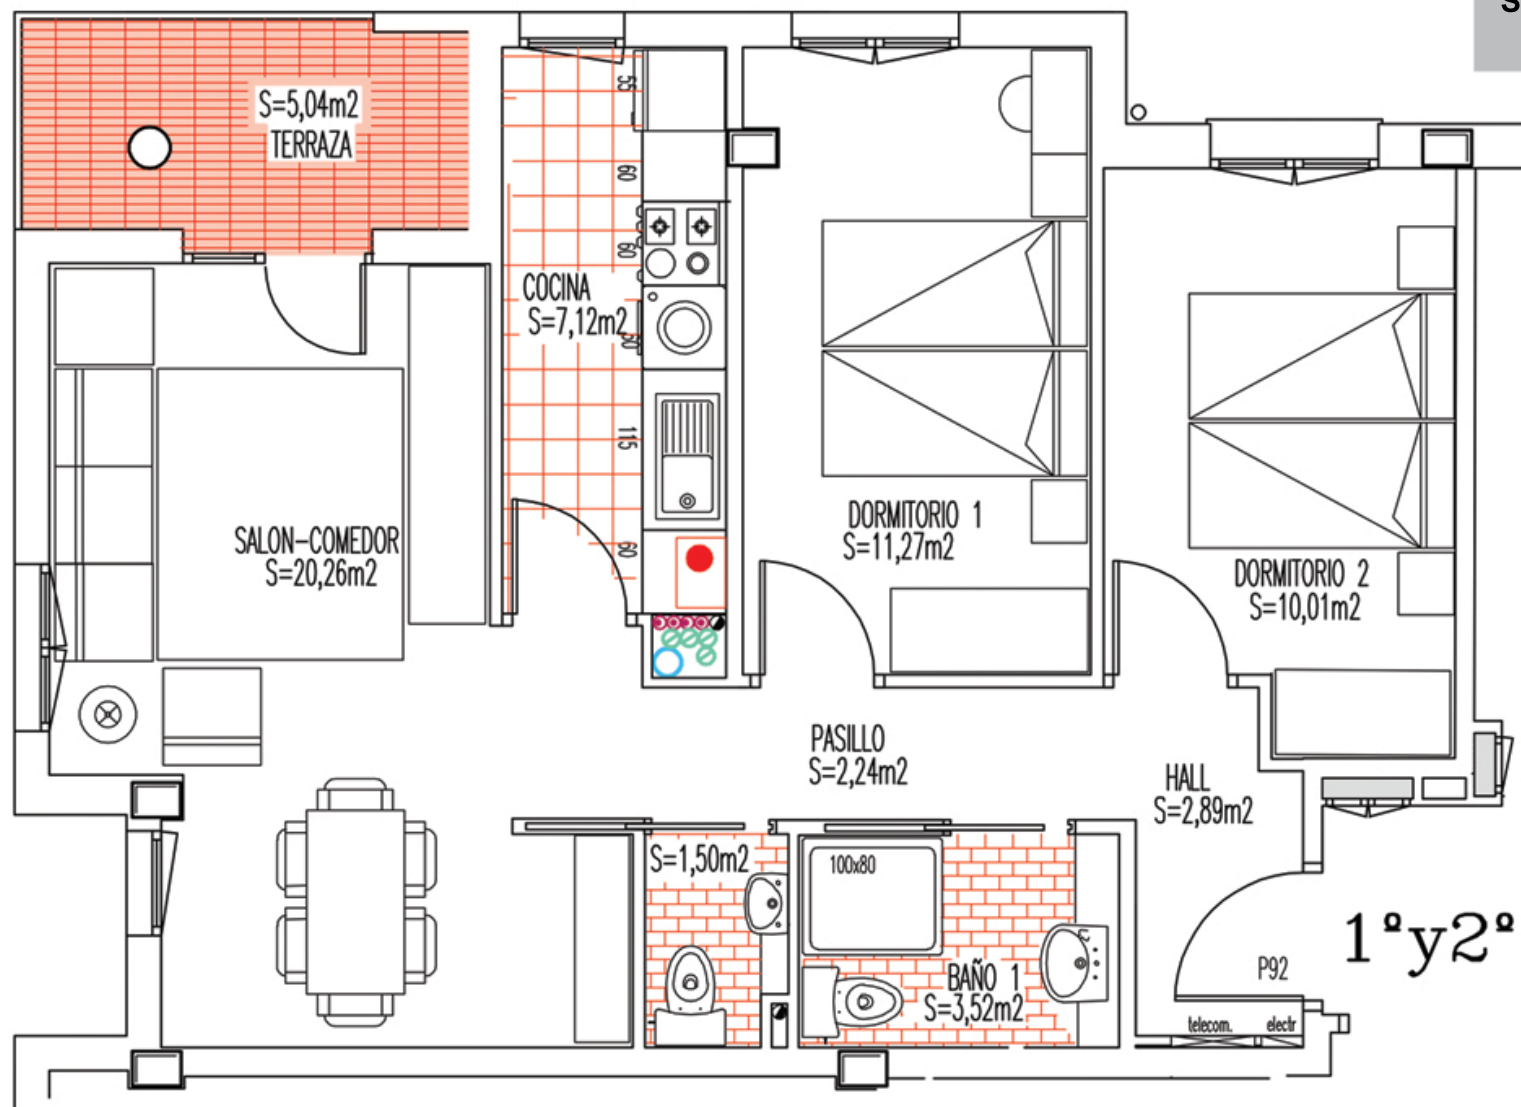 S
S=5,04m2
TERRAZA
55
60
60
COCINA
S=7,12m2
60
115
60
SALON-COMEDOR
S=20,26m2
DORMITORIO 1
S=11,27m2
DORMITORIO 2
S=10,01m2
PASILLO
S=2,24m2
HALL
S=2,89m2
S=1,50m2
100x80
BAÑO 1
S=3,52m2
P92
telecom.
electr
1ºy2º